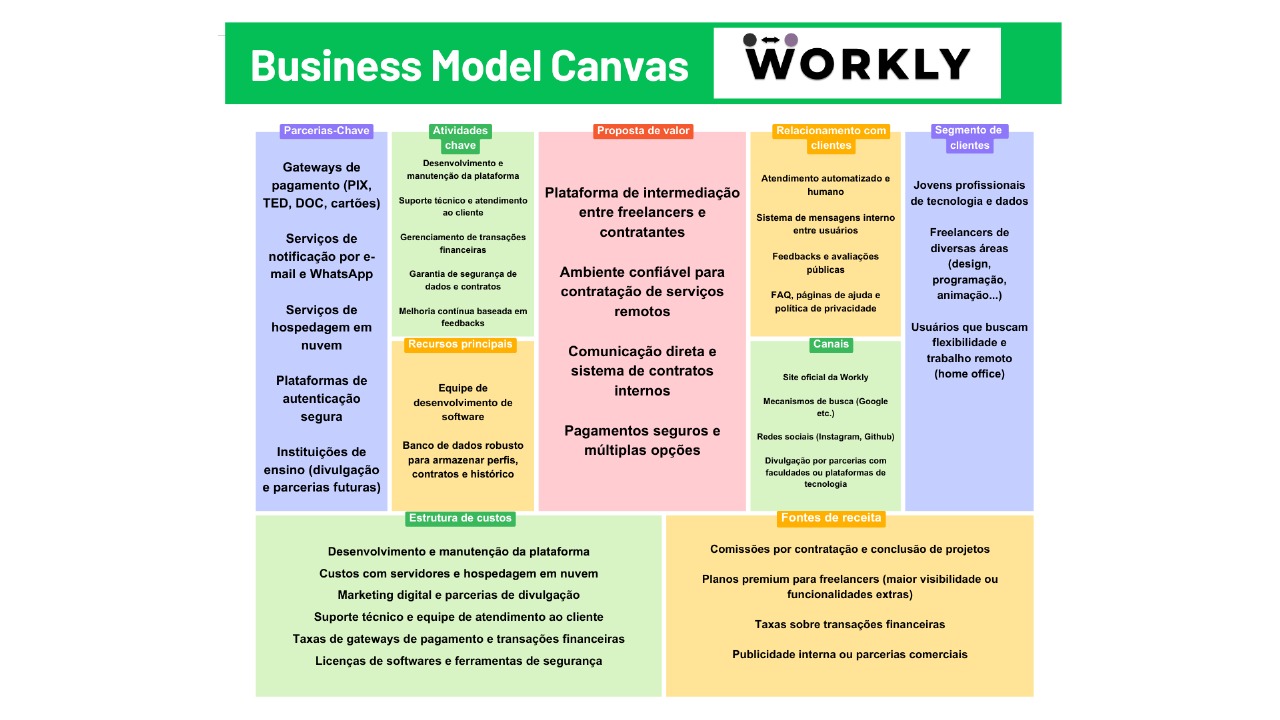 Business Model Canvas
WORKLY
Parcerias-Chave
Gateways de
pagamento (PIX,
TED, DOC, cartões)
Serviços de
notificação por e-
mail e WhatsApp
Serviços de
hospedagem em
nuvem
Plataformas de
autenticação
segura
Instituições de
ensino (divulgação
e parcerias futuras)
Atividades
chave
Desenvolvimento e
manutenção da plataforma
Suporte técnico e atendimento
ao cliente
Gerenciamento de transações
financeiras
Garantia de segurança de
dados e contratos
Melhoria contínua baseada em
feedbacks
Recursos principais
Equipe de
desenvolvimento de
software
Banco de dados robusto
para armazenar perfis,
contratos e histórico
Proposta de valor
Plataforma de intermediação
entre freelancers e
contratantes
Ambiente confiável para
contratação de serviços
remotos
Comunicação direta e
sistema de contratos
internos
Pagamentos seguros e
múltiplas opções
Relacionamento com
clientes
Atendimento automatizado e
humano
Sistema de mensagens interno
entre usuários
Feedbacks e avaliações
públicas
FAQ, páginas de ajuda e
política de privacidade
Canais
Site oficial da Workly
Mecanismos de busca (Google
etc.)
Redes sociais (Instagram, Github)
Divulgação por parcerias com
faculdades ou plataformas de
tecnologia
Segmento de
clientes
Jovens profissionais
de tecnologia e dados
Freelancers de
diversas áreas
(design,
programação,
animação...)
Usuários que buscam
flexibilidade e
trabalho remoto
(home office)
Estrutura de custos
Desenvolvimento e manutenção da plataforma
Custos com servidores e hospedagem em nuvem
Marketing digital e parcerias de divulgação
Suporte técnico e equipe de atendimento ao cliente
Taxas de gateways de pagamento e transações financeiras
Licenças de softwares e ferramentas de segurança
Fontes de receita
Comissões por contratação e conclusão de projetos
Planos premium para freelancers (maior visibilidade ou
funcionalidades extras)
Taxas sobre transações financeiras
Publicidade interna ou parcerias comerciais